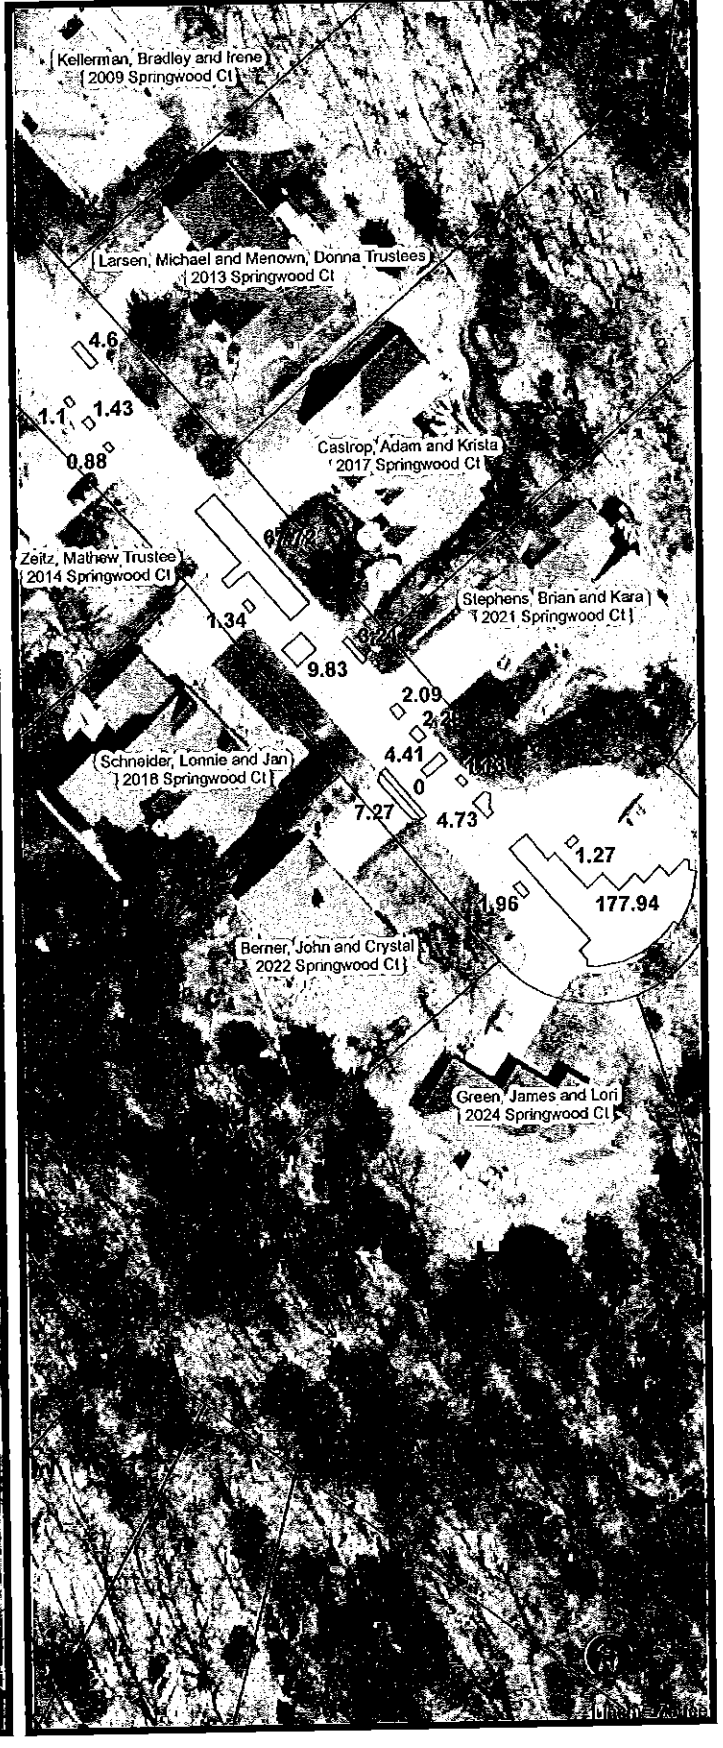 Kellerman, Bradley and Irene
2009 Springwood Ct
Larsen, Michael and Menown, Donna Trustees
2013 Springwood Ct
4.6
1.1
1.43
0.88
Castrop, Adam and Krista
2017 Springwood Ct
Zeitz, Mathew Trustee
2014 Springwood Ct
1.34
Stephens, Brian and Kara
2021 Springwood Ct
9.83
2.09
4.41
0
Schneider, Lonnie and Jan
2018 Springwood Ct
7.27
4.73
1.27
1.96
177.94
Berner, John and Crystal
2022 Springwood Ct
Green, James and Lori
2024 Springwood Ct